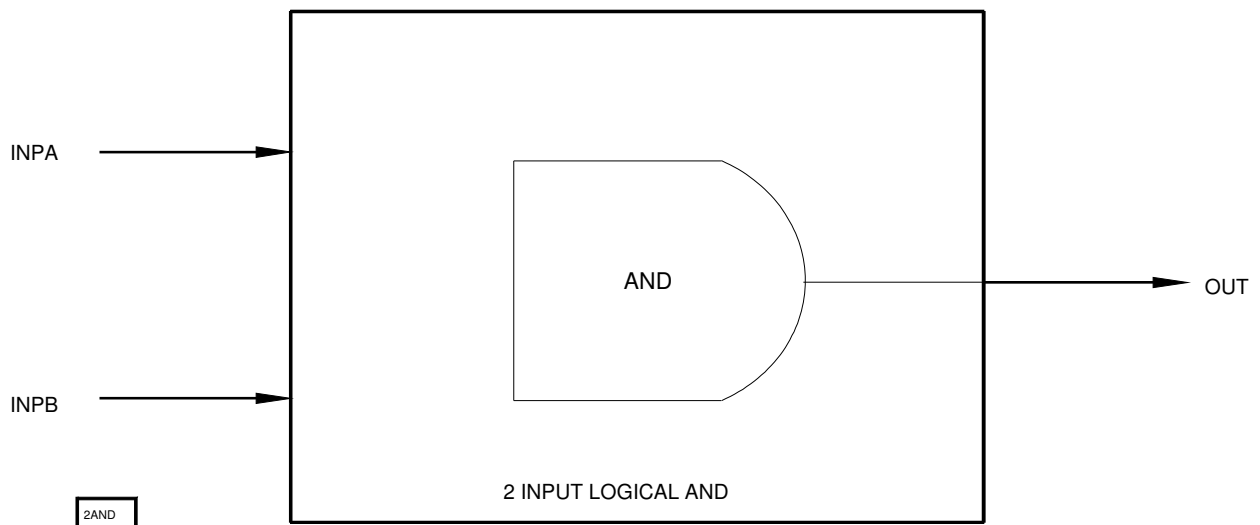 INPA
AND
OUT
INPB
2 INPUT LOGICAL AND
2AND